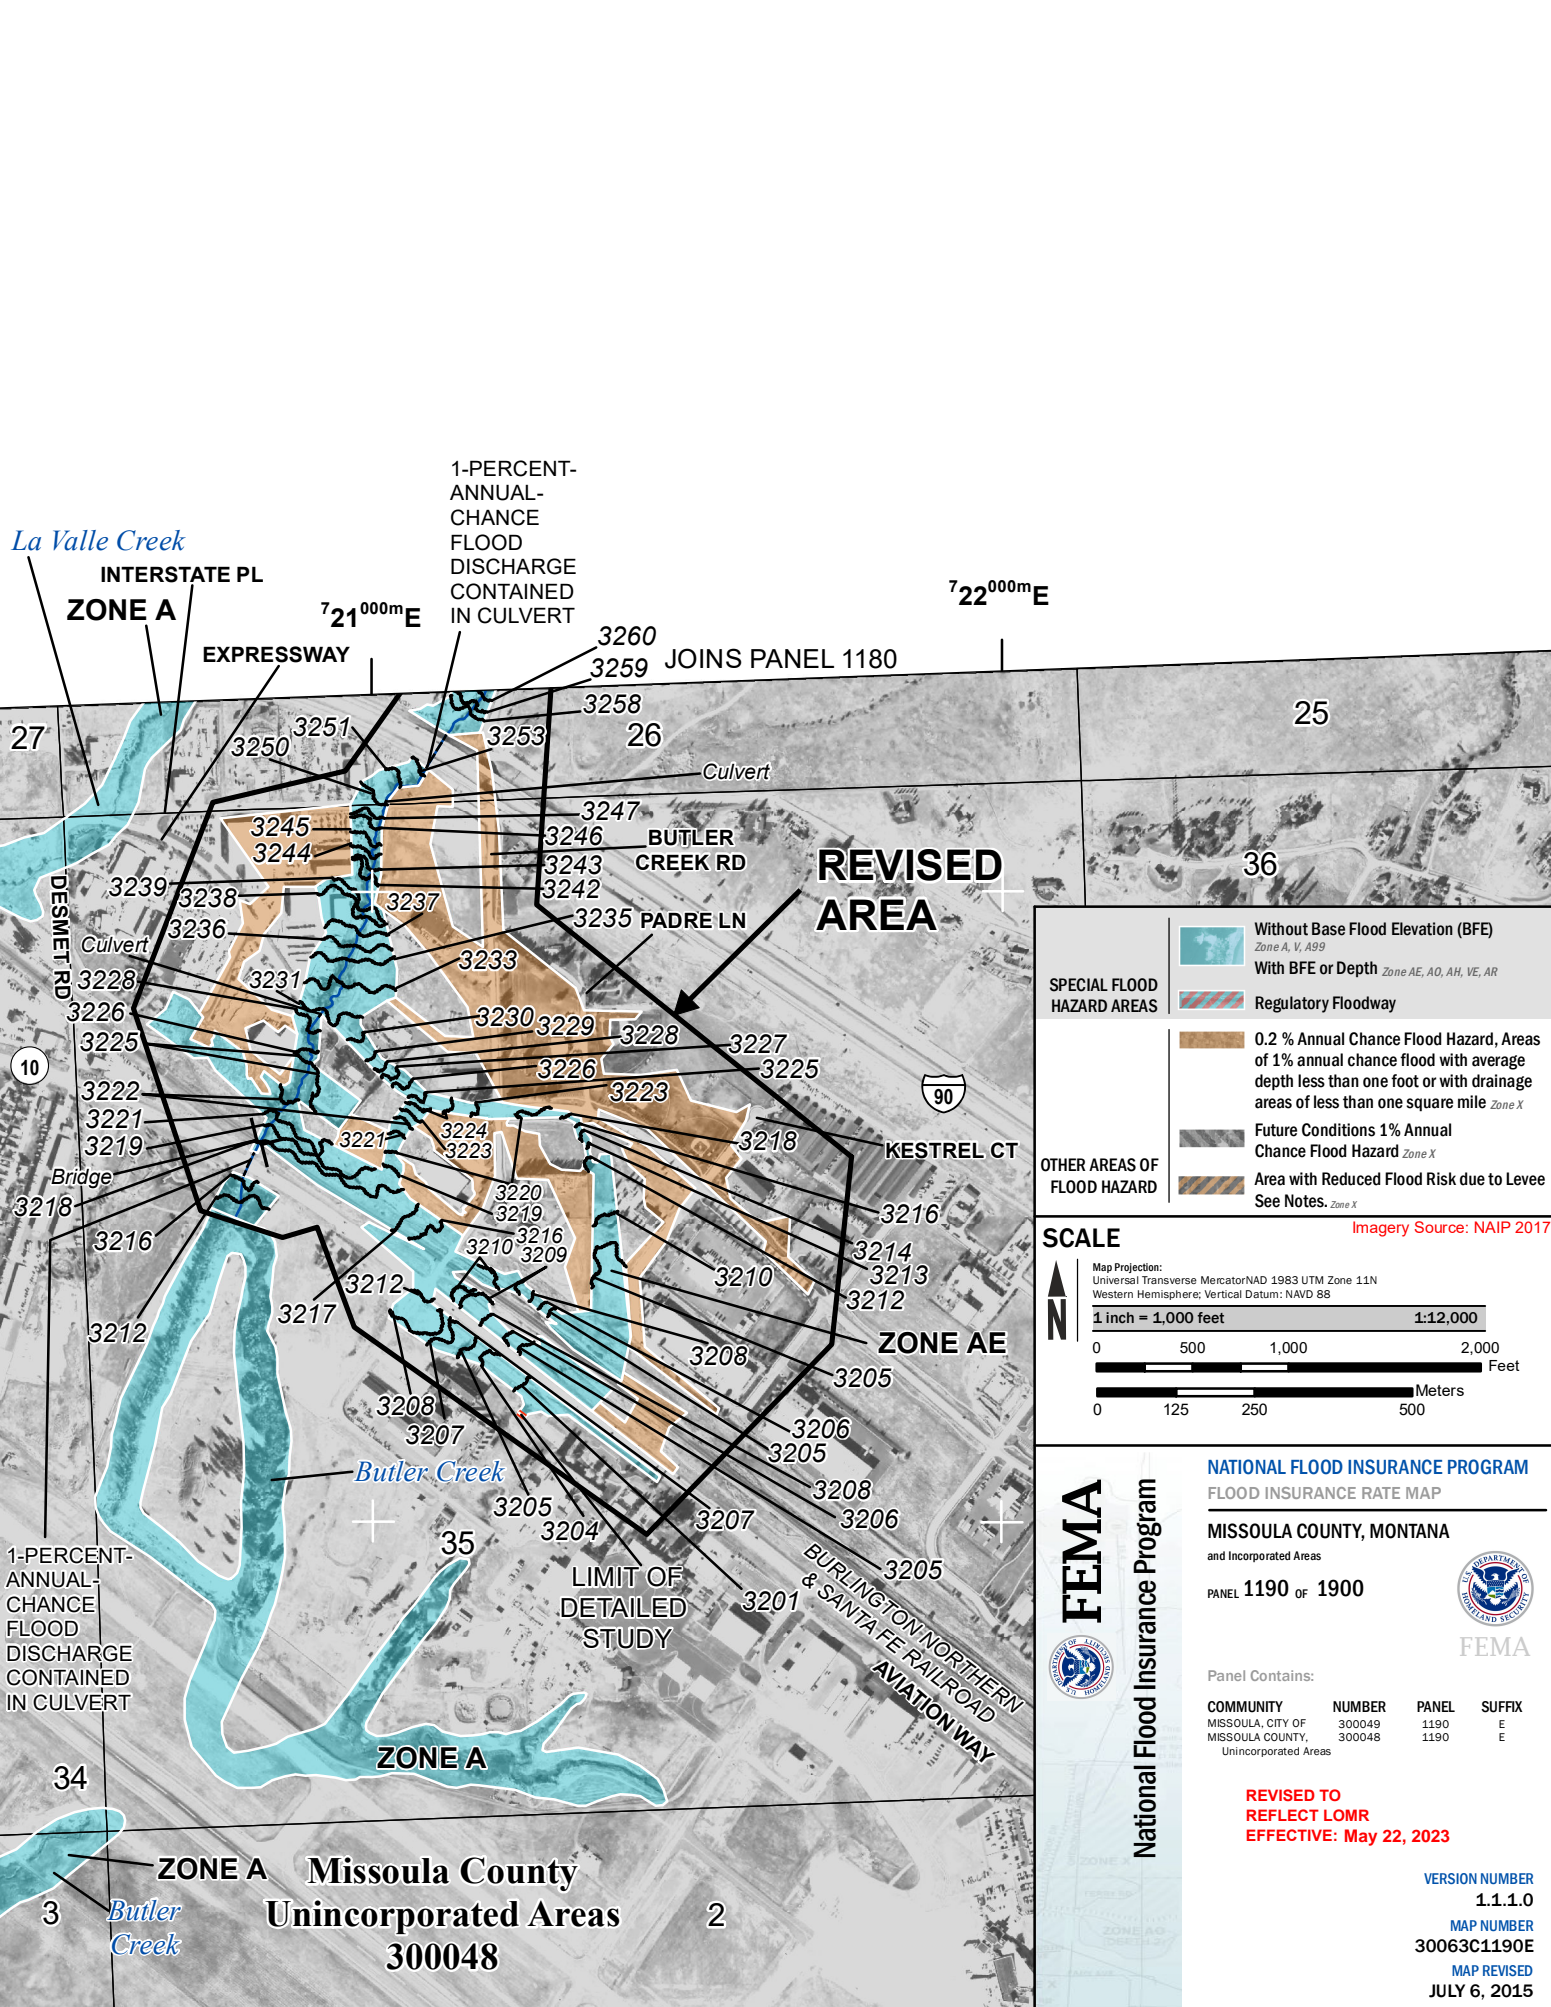 1-PERCENT-
ANNUAL-
CHANCE
FLOOD
DISCHARGE
CONTAINED
IN CULVERT
La Valle Creek
INTERSTATE PL
ZONE A
EXPRESSWAY
721000mE
722000mE
3260
3259
JOINS PANEL 1180
3258
3253
27
3251
3250
26
25
Culvert
3247
3245
3246
BUTLER
CREEK RD
3244
3243
3242
3239
3238
3237
REVISED
AREA
36
DESMET RD
3236
3235
PADRE LN
Culvert
3233
3231
3228
3226
3225
3230
3229
3228
3227
3226
3225
3223
10
90
3222
3221
3219
Bridge
3218
3216
3221
3224
3223
3218
KESTREL CT
3220
3219
3216
3210
3209
3216
3214
3213
3212
3210
3212
3217
3212
ZONE AE
3208
3205
3208
3207
3206
3205
Butler Creek
3208
3206
3205
3204
3207
3205
3201
35
LIMIT OF
DETAILED
STUDY
BURLINGTON NORTHERN
& SANTA FE RAILROAD
AVIATION WAY
1-PERCENT-
ANNUAL-
CHANCE
FLOOD
DISCHARGE
CONTAINED
IN CULVERT
ZONE A
34
ZONE A
3
Butler
Creek
Missoula County
Unincorporated Areas
300048
2
SPECIAL FLOOD
HAZARD AREAS
Without Base Flood Elevation (BFE)
Zone A, V, A99
With BFE or Depth Zone AE, AO, AH, VE, AR
Regulatory Floodway
OTHER AREAS OF
FLOOD HAZARD
0.2 % Annual Chance Flood Hazard, Areas
of 1% annual chance flood with average
depth less than one foot or with drainage
areas of less than one square mile Zone X
Future Conditions 1% Annual
Chance Flood Hazard Zone X
Area with Reduced Flood Risk due to Levee
See Notes. Zone X
Imagery Source: NAIP 2017
SCALE
N
Map Projection:
Universal Transverse MercatorNAD 1983 UTM Zone 11N
Western Hemisphere; Vertical Datum: NAVD 88
1 inch = 1,000 feet 1:12,000
0 500 1,000 2,000
Feet
Meters
0 125 250 500
FEMA
National Flood Insurance Program
NATIONAL FLOOD INSURANCE PROGRAM
FLOOD INSURANCE RATE MAP
MISSOULA COUNTY, MONTANA
and Incorporated Areas
PANEL 1190 OF 1900
U.S. DEPARTMENT OF
HOMELAND SECURITY
FEMA
Panel Contains:
COMMUNITY NUMBER PANEL SUFFIX
MISSOULA, CITY OF 300049 1190 E
MISSOULA COUNTY, 300048 1190 E
Unincorporated Areas
REVISED TO
REFLECT LOMR
EFFECTIVE: May 22, 2023
VERSION NUMBER
1.1.1.0
MAP NUMBER
30063C1190E
MAP REVISED
JULY 6, 2015